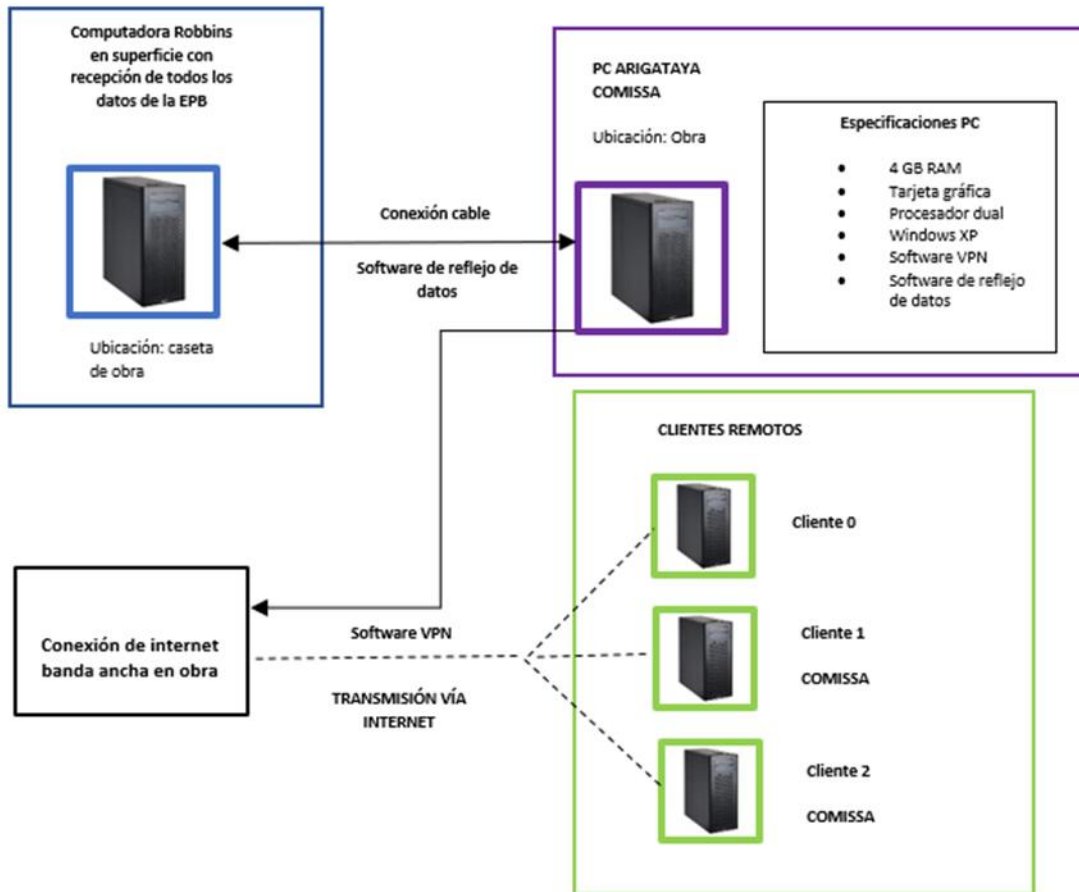 Computadora Robbins
en superficie con
recepción de todos los
datos de la EPB
Ubicación: caseta
de obra
Conexión cable
Software de reflejo de
datos
PC ARIGATAYA
COMISSA
Ubicación: Obra
Especificaciones PC
• 4 GB RAM
• Tarjeta gráfica
• Procesador dual
• Windows XP
• Software VPN
• Software de reflejo
de datos
Conexión de internet
banda ancha en obra
Software VPN
TRANSMISIÓN VÍA
INTERNET
CLIENTES REMOTOS
Cliente 0
Cliente 1
COMISSA
Cliente 2
COMISSA